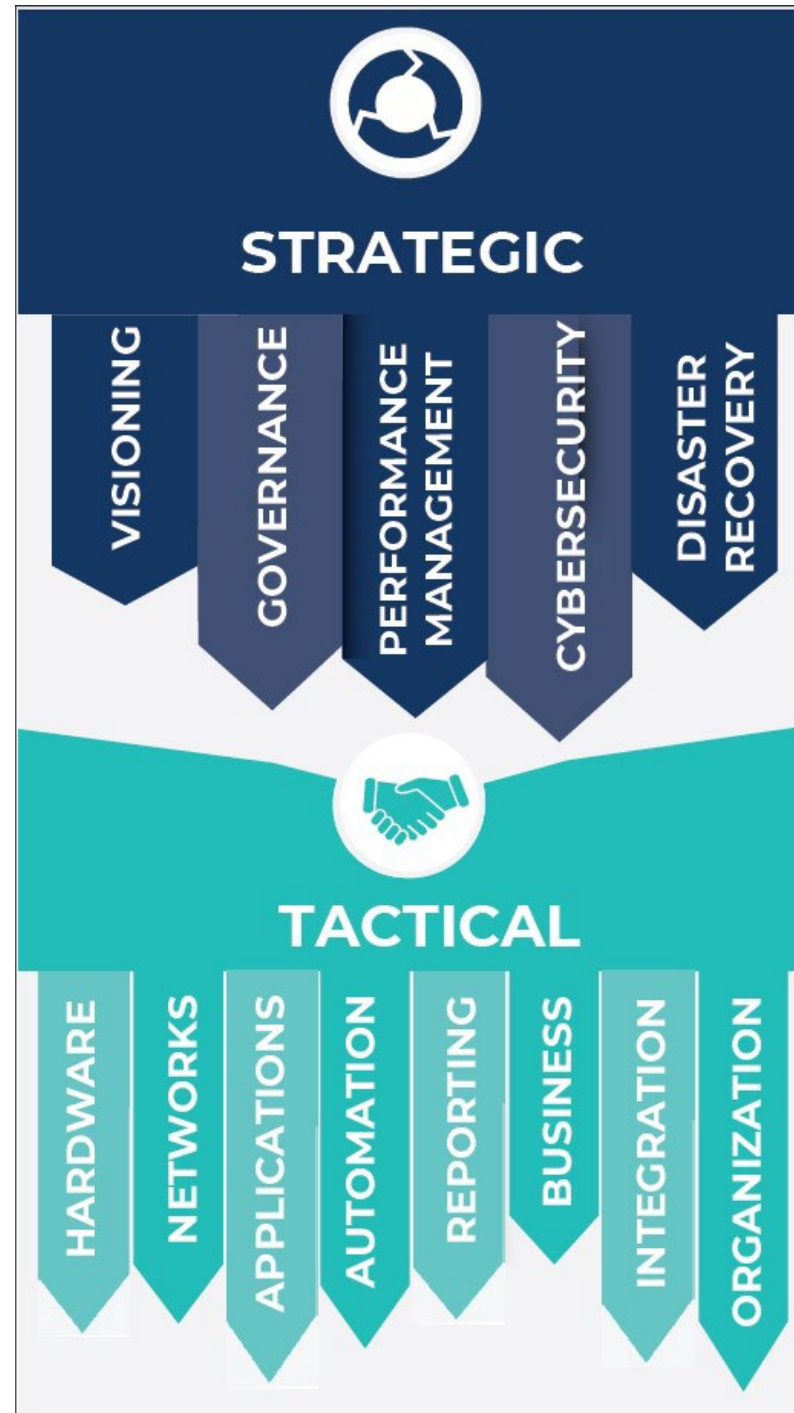 STRATEGIC
VISIONING
GOVERNANCE
PERFORMANCE
MANAGEMENT
CYBERSECURITY
DISASTER
RECOVERY
TACTICAL
HARDWARE
NETWORKS
APPLICATIONS
AUTOMATION
REPORTING
BUSINESS
INTEGRATION
ORGANIZATION